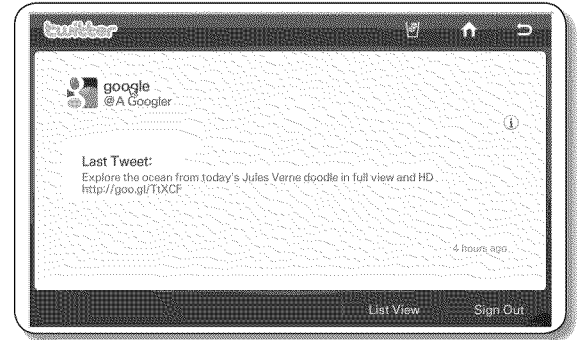 twitter
google
@A Googler
Last Tweet:
Explore the ocean from today's Jules Verne doodle in full view and HD
http://goo.gl/TtXCF
4 hours ago
List View Sign Out